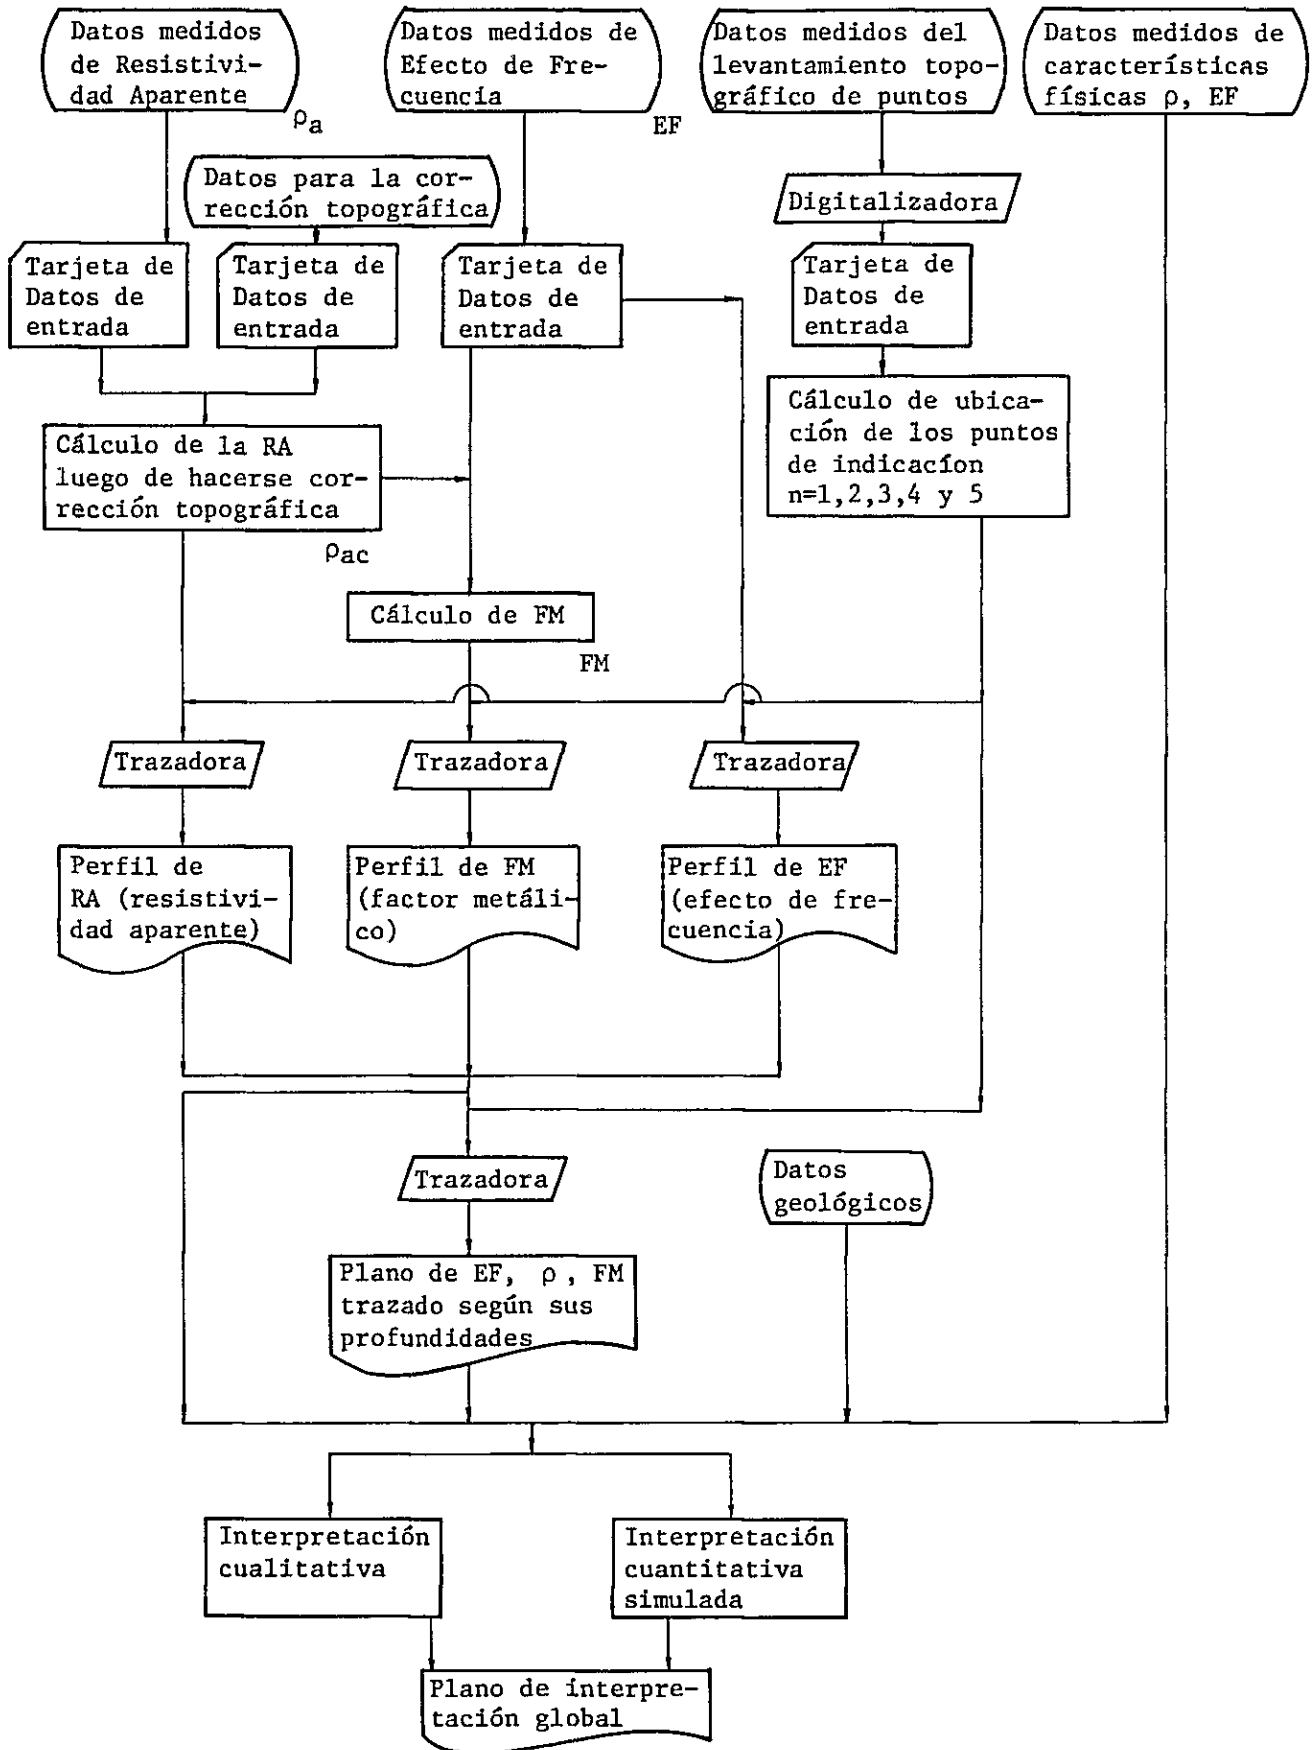 Datos medidos
de Resistivi-
dad Aparente
ρa
Datos medidos de
Efecto de Fre-
cuencia
EF
Datos medidos del
levantamiento topo-
gráfico de puntos
Datos medidos de
características
físicas ρ, EF
Datos para la cor-
rección topográfica
Digitalizadora
Tarjeta de
Datos de
entrada
Tarjeta de
Datos de
entrada
Tarjeta de
Datos de
entrada
Tarjeta de
Datos de
entrada
Cálculo de la RA
luego de hacerse cor-
rección topográfica
ρac
Cálculo de ubica-
ción de los puntos
de indicacíon
n=1,2,3,4 y 5
Cálculo de FM
FM
Trazadora
Trazadora
Trazadora
Perfil de
RA (resistivi-
dad aparente)
Perfil de FM
(factor metáli-
co)
Perfil de EF
(efecto de fre-
cuencia)
Trazadora
Datos
geológicos
Plano de EF, ρ, FM
trazado según sus
profundidades
Interpretación
cualitativa
Interpretación
cuantitativa
simulada
Plano de interpre-
tación global